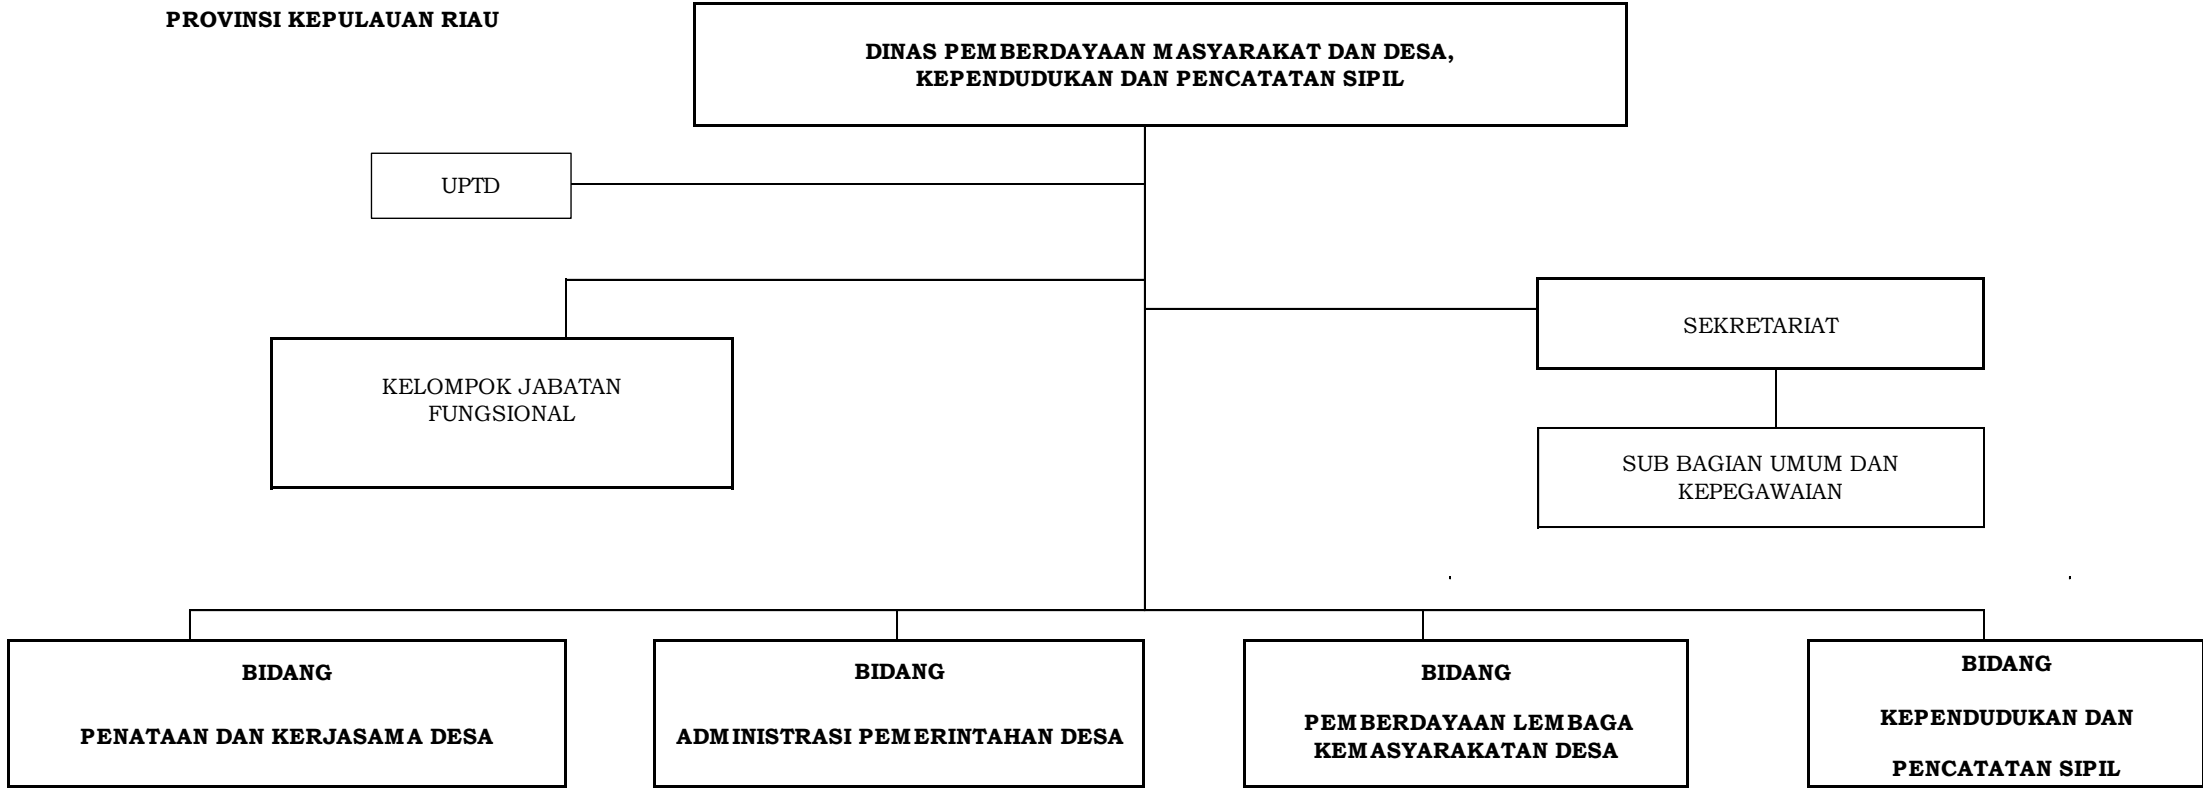 PROVINSI KEPULAUAN RIAU
DINAS PEMBERDAYAAN MASYARAKAT DAN DESA,
KEPENDUDUKAN DAN PENCATATAN SIPIL
UPTD
SEKRETARIAT
KELOMPOK JABATAN
FUNGSIONAL
SUB BAGIAN UMUM DAN
KEPEGAWAIAN
BIDANG
PENATAAN DAN KERJASAMA DESA
BIDANG
ADMINISTRASI PEMERINTAHAN DESA
BIDANG
PEMBERDAYAAN LEMBAGA
KEMASYARAKATAN DESA
BIDANG
KEPENDUDUKAN DAN
PENCATATAN SIPIL